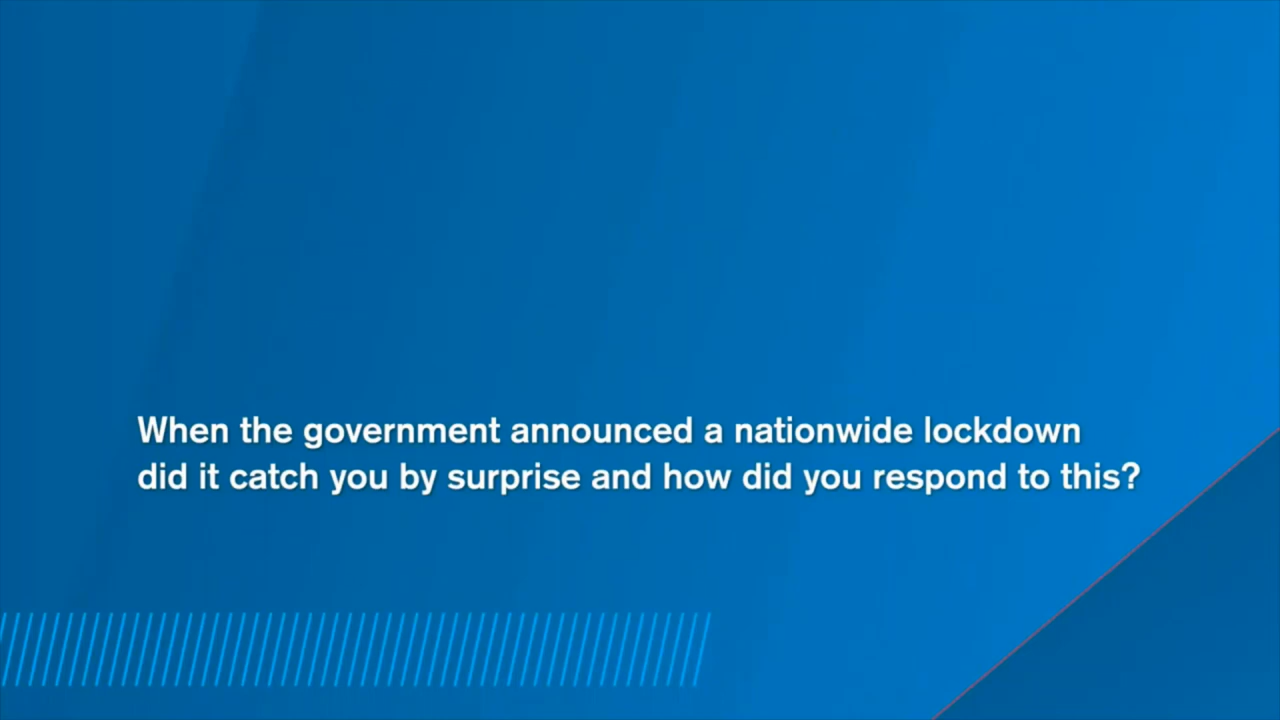 When the government announced a nationwide lockdown
did it catch you by surprise and how did you respond to this?